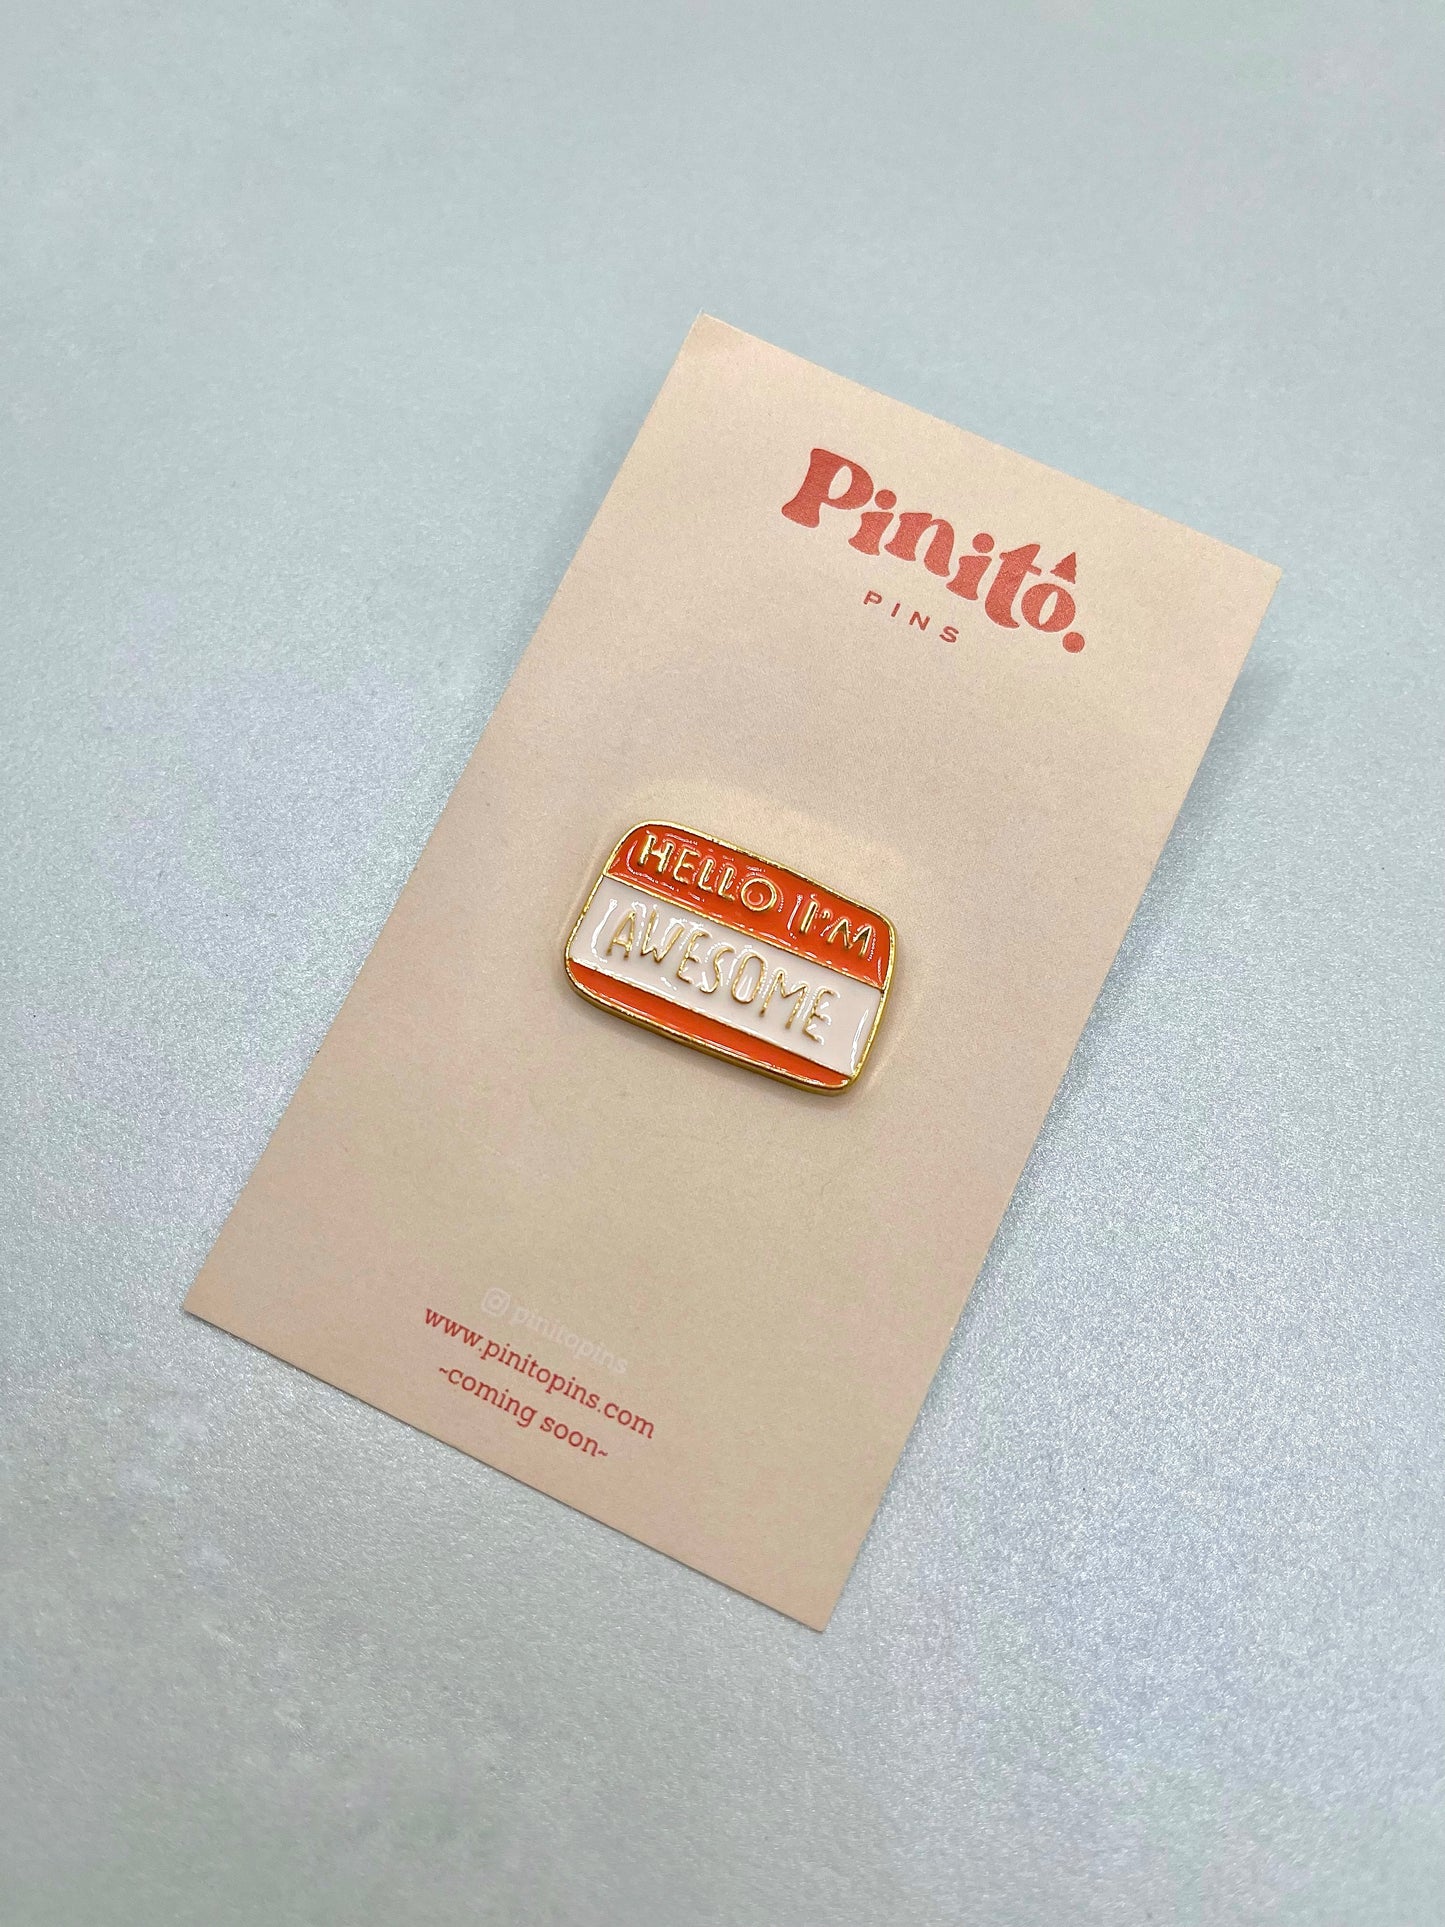 Pinito.
PINS
HELLO I'M
AWESOME
pinitopins
www.pinitopins.com
~coming soon~